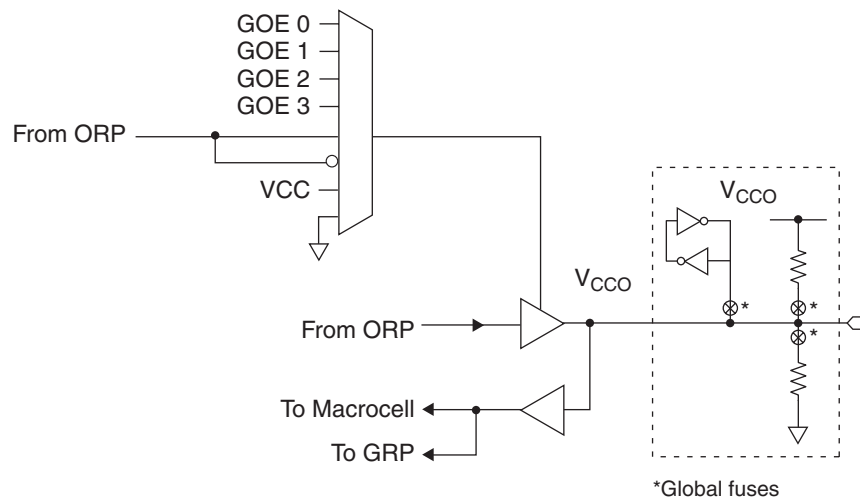 GOE 0
GOE 1
GOE 2
GOE 3
From ORP
VCC
VCCO
VCCO
*
*
*
From ORP
To Macrocell
To GRP
*Global fuses